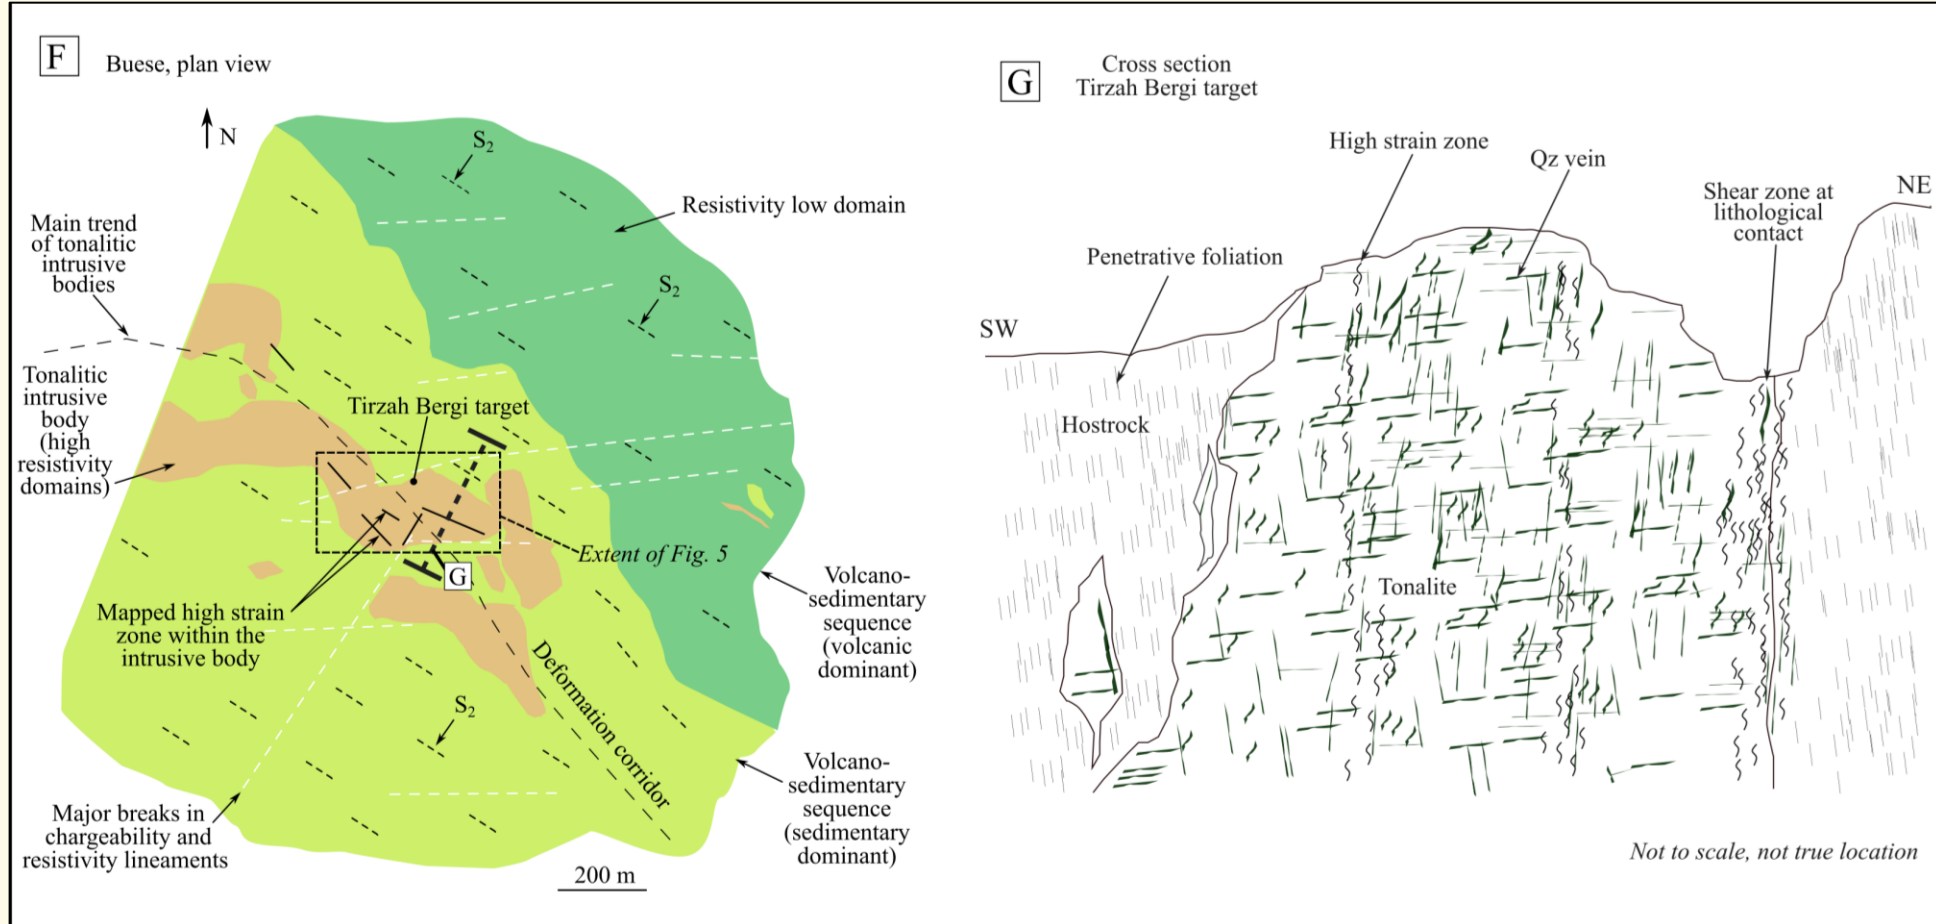 F
Buese, plan view
N
S2
Resistivity low domain
Main trend
of tonalitic
intrusive
bodies
S2
Tonalitic
intrusive
body
(high
resistivity
domains)
Tirzah Bergi target
Extent of Fig. 5
G
Mapped high strain
zone within the
intrusive body
Volcano-
sedimentary
sequence
(volcanic
dominant)
Deformation corridor
S2
Major breaks in
chargeability and
resistivity lineaments
Volcano-
sedimentary
sequence
(sedimentary
dominant)
200 m
G
Cross section
Tirzah Bergi target
High strain zone
Qz vein
Shear zone at
lithological
contact
NE
Penetrative foliation
SW
Hostrock
Tonalite
Not to scale, not true location